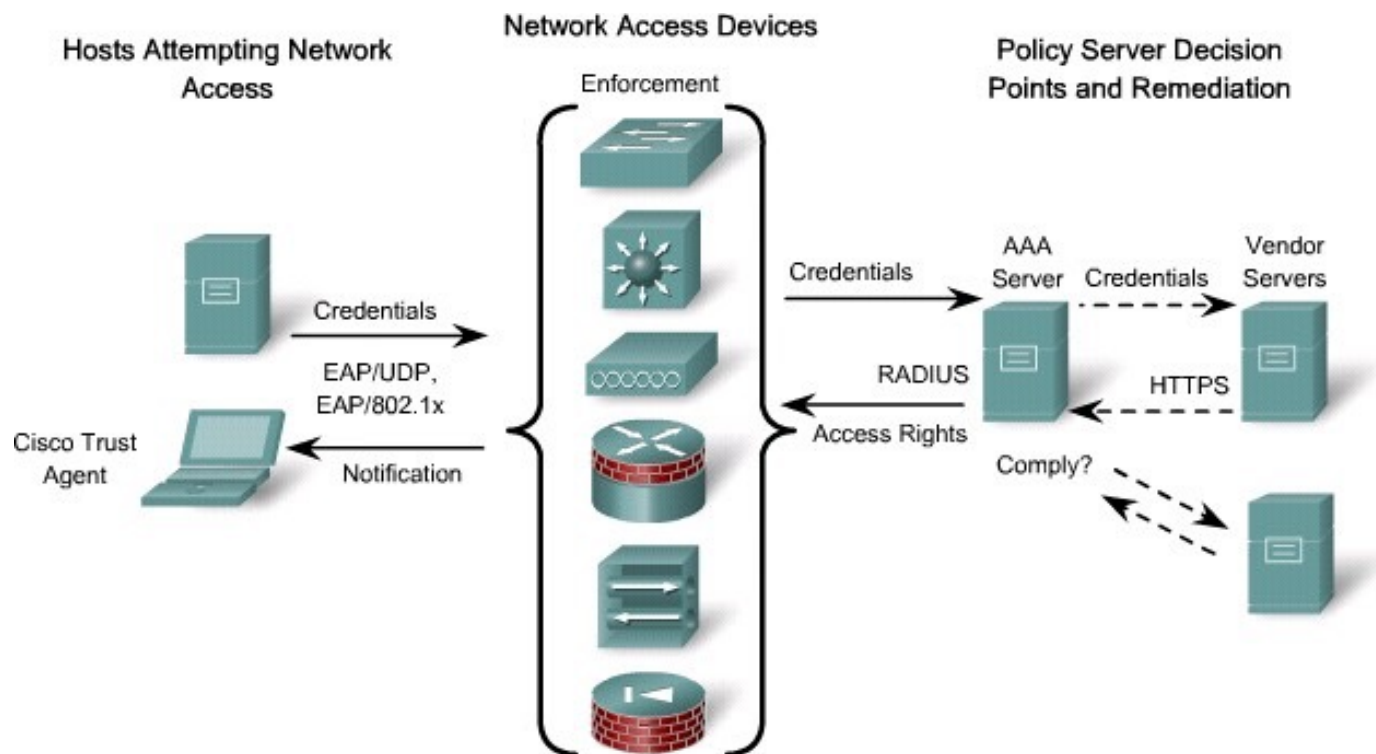 Hosts Attempting Network
Access
Network Access Devices
Enforcement
Policy Server Decision
Points and Remediation
Credentials
EAP/UDP,
EAP/802.1x
Notification
Cisco Trust
Agent
Credentials
RADIUS
Access Rights
AAA
Server
Credentials
Vendor
Servers
HTTPS
Comply?